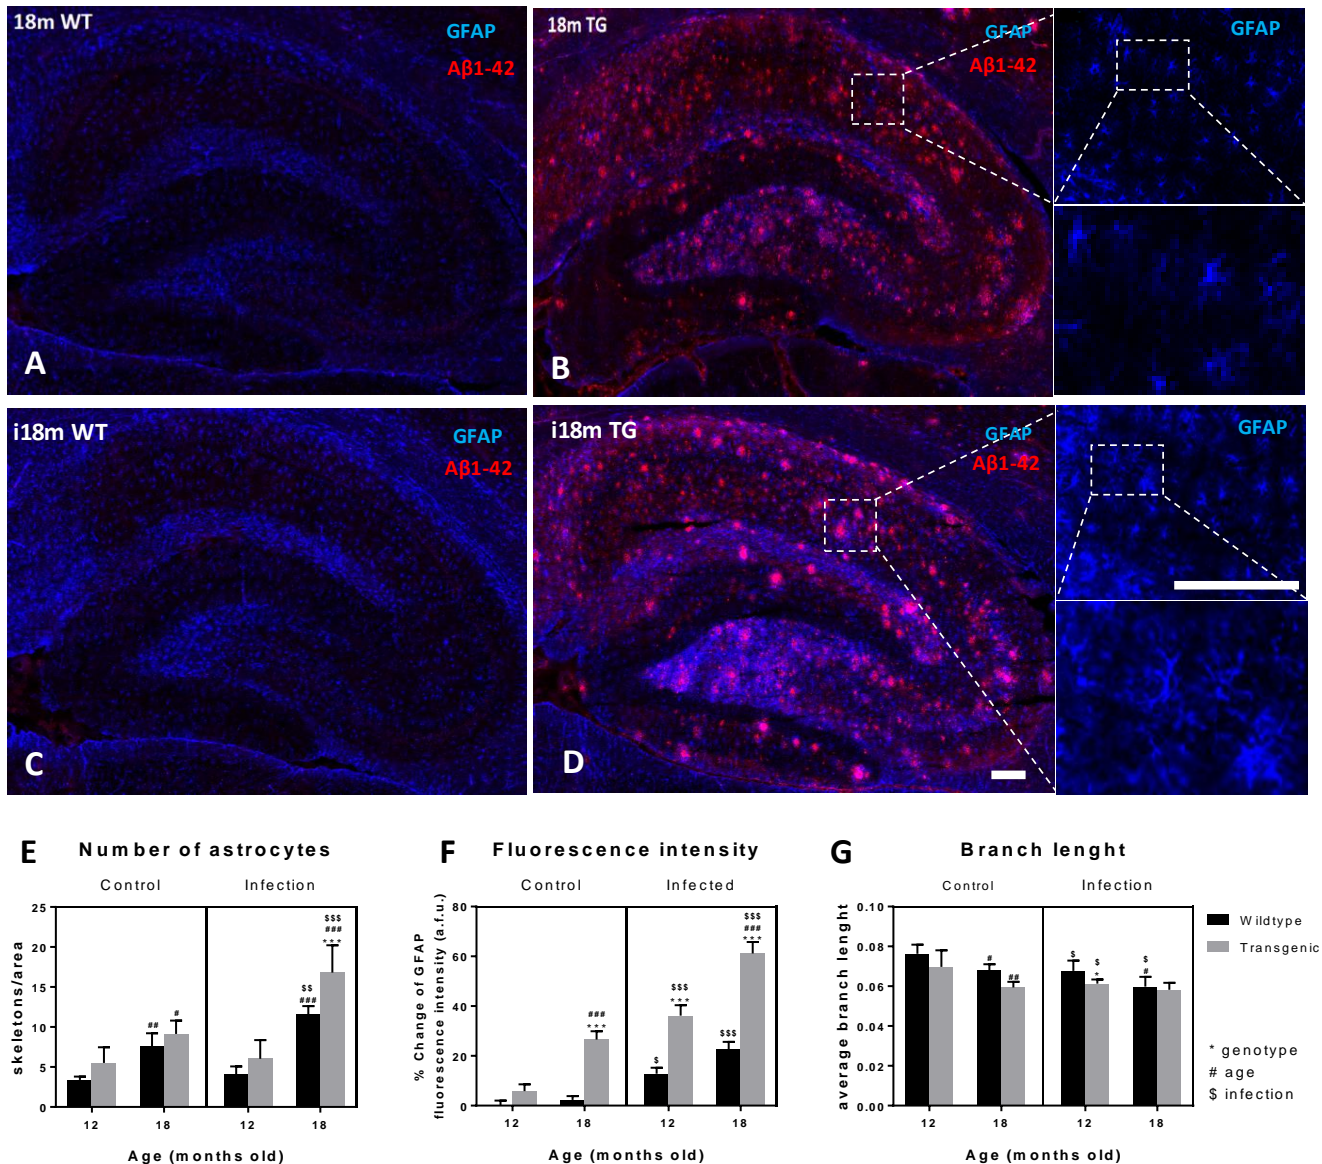 18m WT
GFAP
Aβ1-42
A
18m TG
GFAP
Aβ1-42
B
GFAP
i18m WT
GFAP
Aβ1-42
C
i18m TG
GFAP
Aβ1-42
D
GFAP
E Number of astrocytes
Control Infection
25
20
15
10
5
0
skeletons/area
##
#
$$
###
$$$
###
***
12 18 12 18
Age (months old)
F Fluorescence intensity
Control Infected
80
60
40
20
0
% Change of GFAP
fluorescence intensity (a.f.u.)
###
***
$
$$$
***
$$$
$$$
###
***
12 18 12 18
Age (months old)
G Branch lenght
Control Infection
0.10
0.08
0.06
0.04
0.02
0.00
average branch lenght
#
##
$
$
*
$
#
12 18 12 18
Age (months old)
Wildtype
Transgenic
* genotype
# age
$ infection